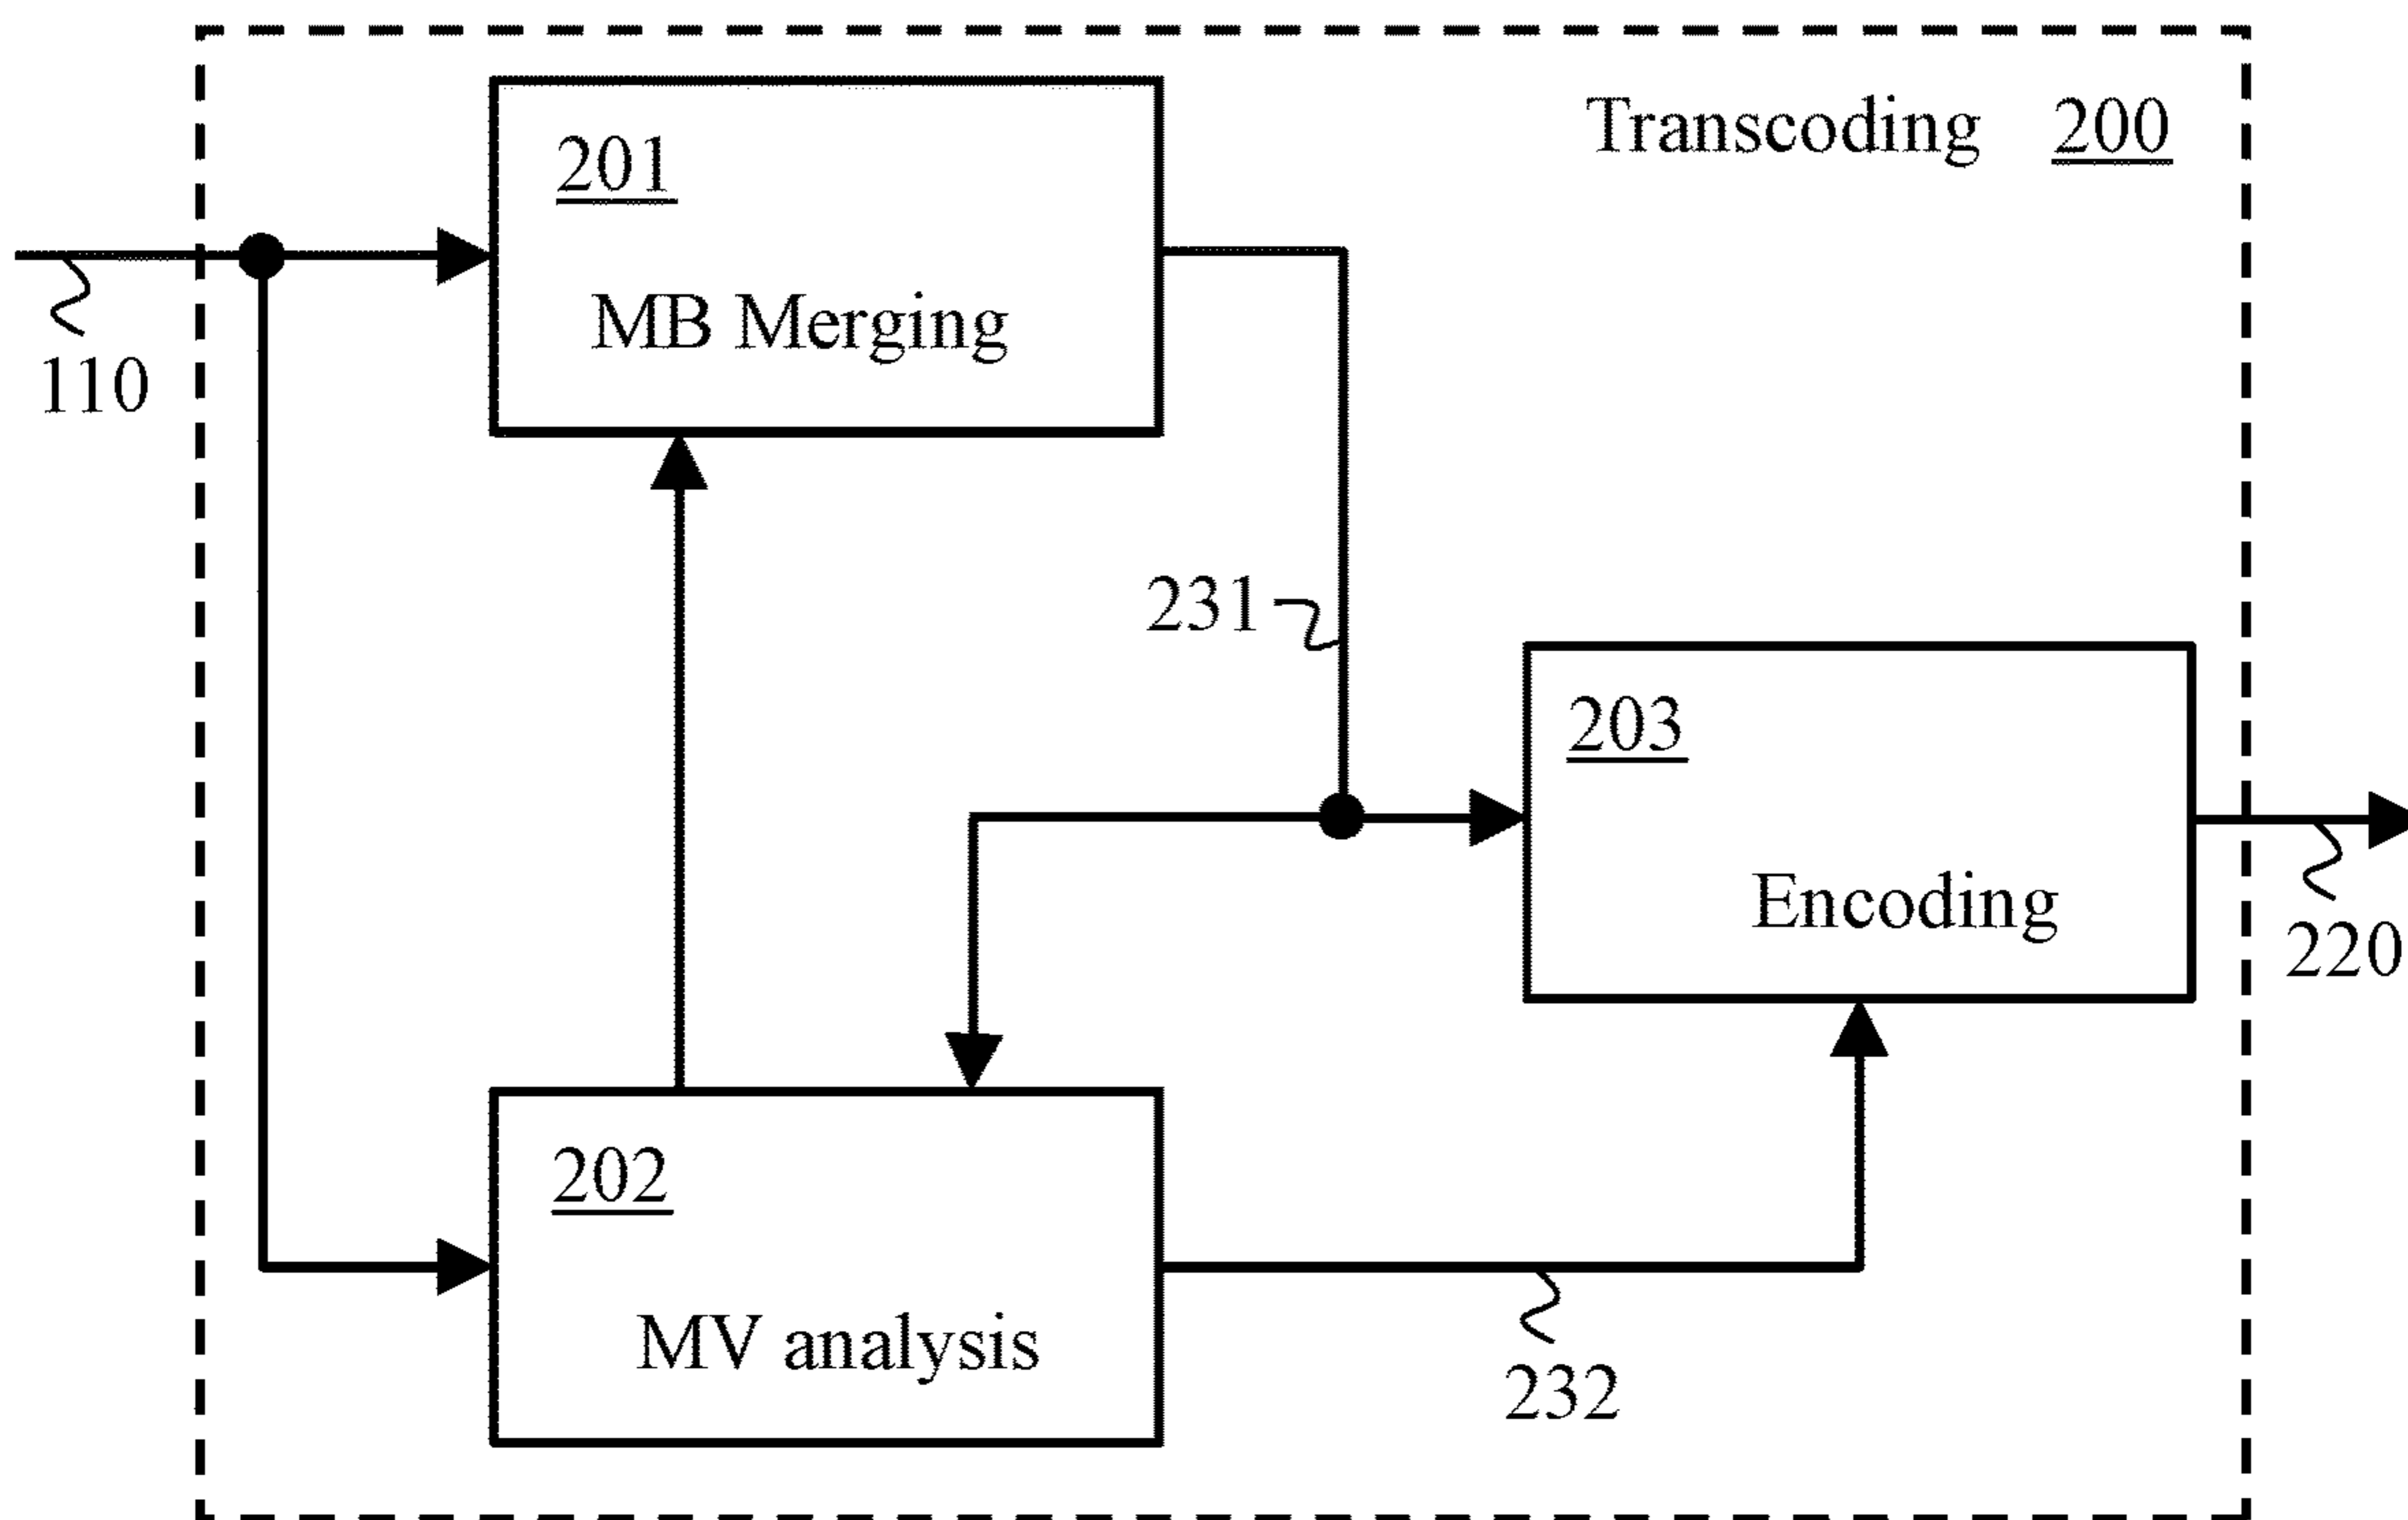 Transcoding 200
201
MB Merging
110
231
203
Encoding
220
202
MV analysis
232